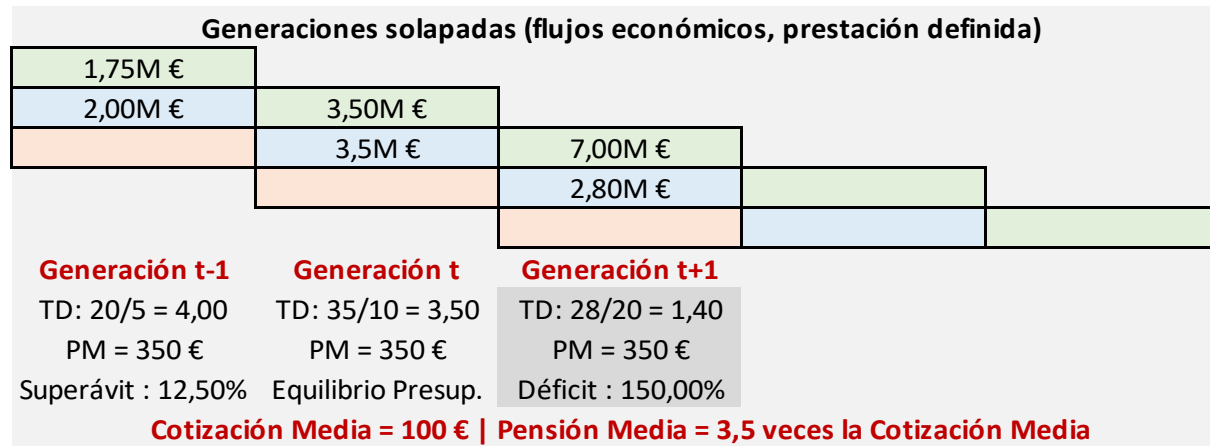 Generaciones solapadas (flujos económicos, prestación definida)
1,75M €
2,00M € 3,50M €
3,5M € 7,00M €
2,80M €
Generación t-1 Generación t Generación t+1
TD: 20/5 = 4,00 TD: 35/10 = 3,50 TD: 28/20 = 1,40
PM = 350 € PM = 350 € PM = 350 €
Superávit : 12,50% Equilibrio Presup. Déficit : 150,00%
Cotización Media = 100 € | Pensión Media = 3,5 veces la Cotización Media